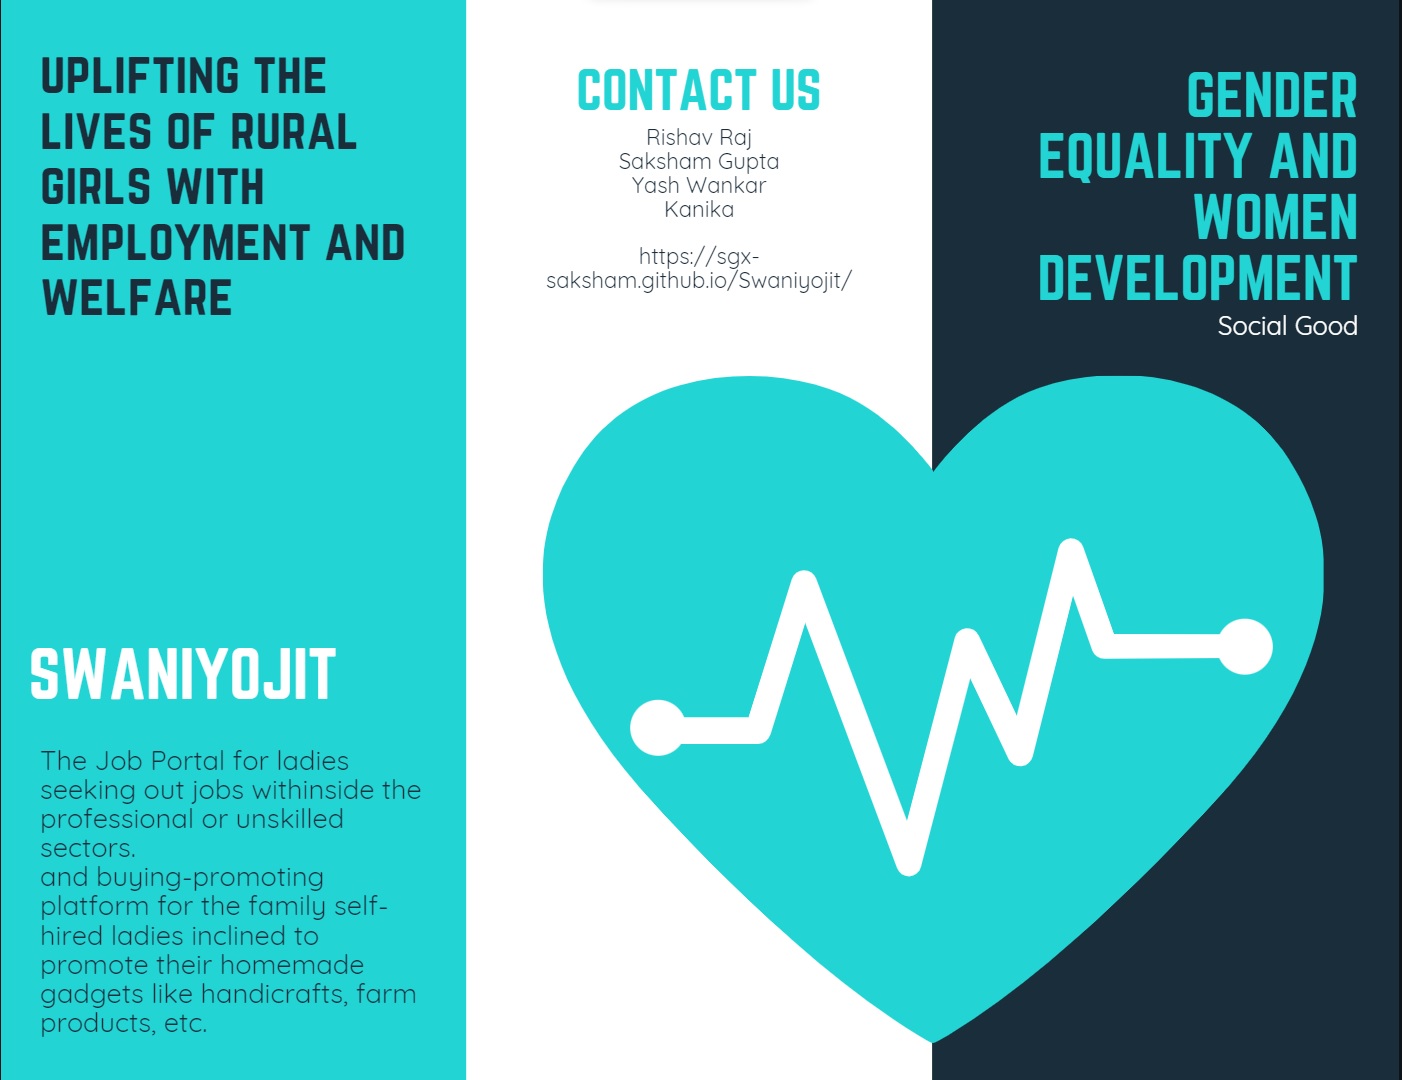 UPLIFTING THE
LIVES OF RURAL
GIRLS WITH
EMPLOYMENT AND
WELFARE
SWANIYOJIT
The Job Portal for ladies
seeking out jobs withinside the
professional or unskilled
sectors.
and buying-promoting
platform for the family self-
hired ladies inclined to
promote their homemade
gadgets like handicrafts, farm
products, etc.
CONTACT US
Rishav Raj
Saksham Gupta
Yash Wankar
Kanika
https://sgx-
saksham.github.io/Swaniyojit/
GENDER
EQUALITY AND
WOMEN
DEVELOPMENT
Social Good